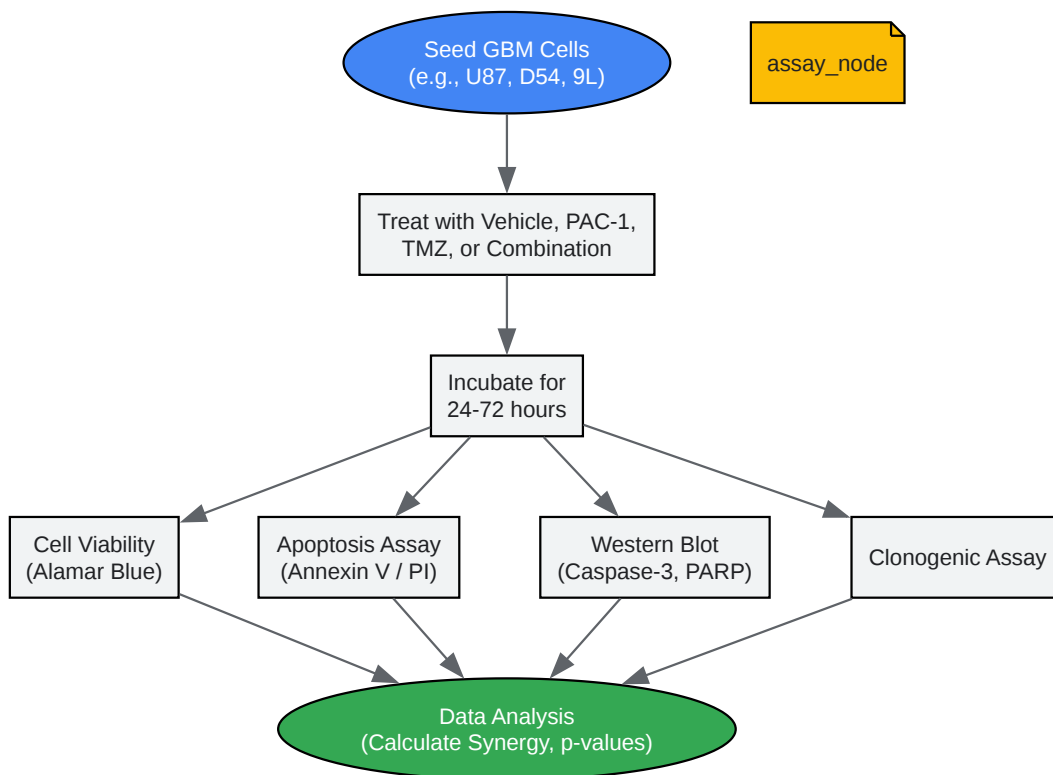 Seed GBM Cells
(e.g., U87, D54, 9L)
assay_node
Treat with Vehicle, PAC-1,
TMZ, or Combination
Incubate for
24-72 hours
Cell Viability
(Alamar Blue)
Apoptosis Assay
(Annexin V / PI)
Western Blot
(Caspase-3, PARP)
Clonogenic Assay
Data Analysis
(Calculate Synergy, p-values)